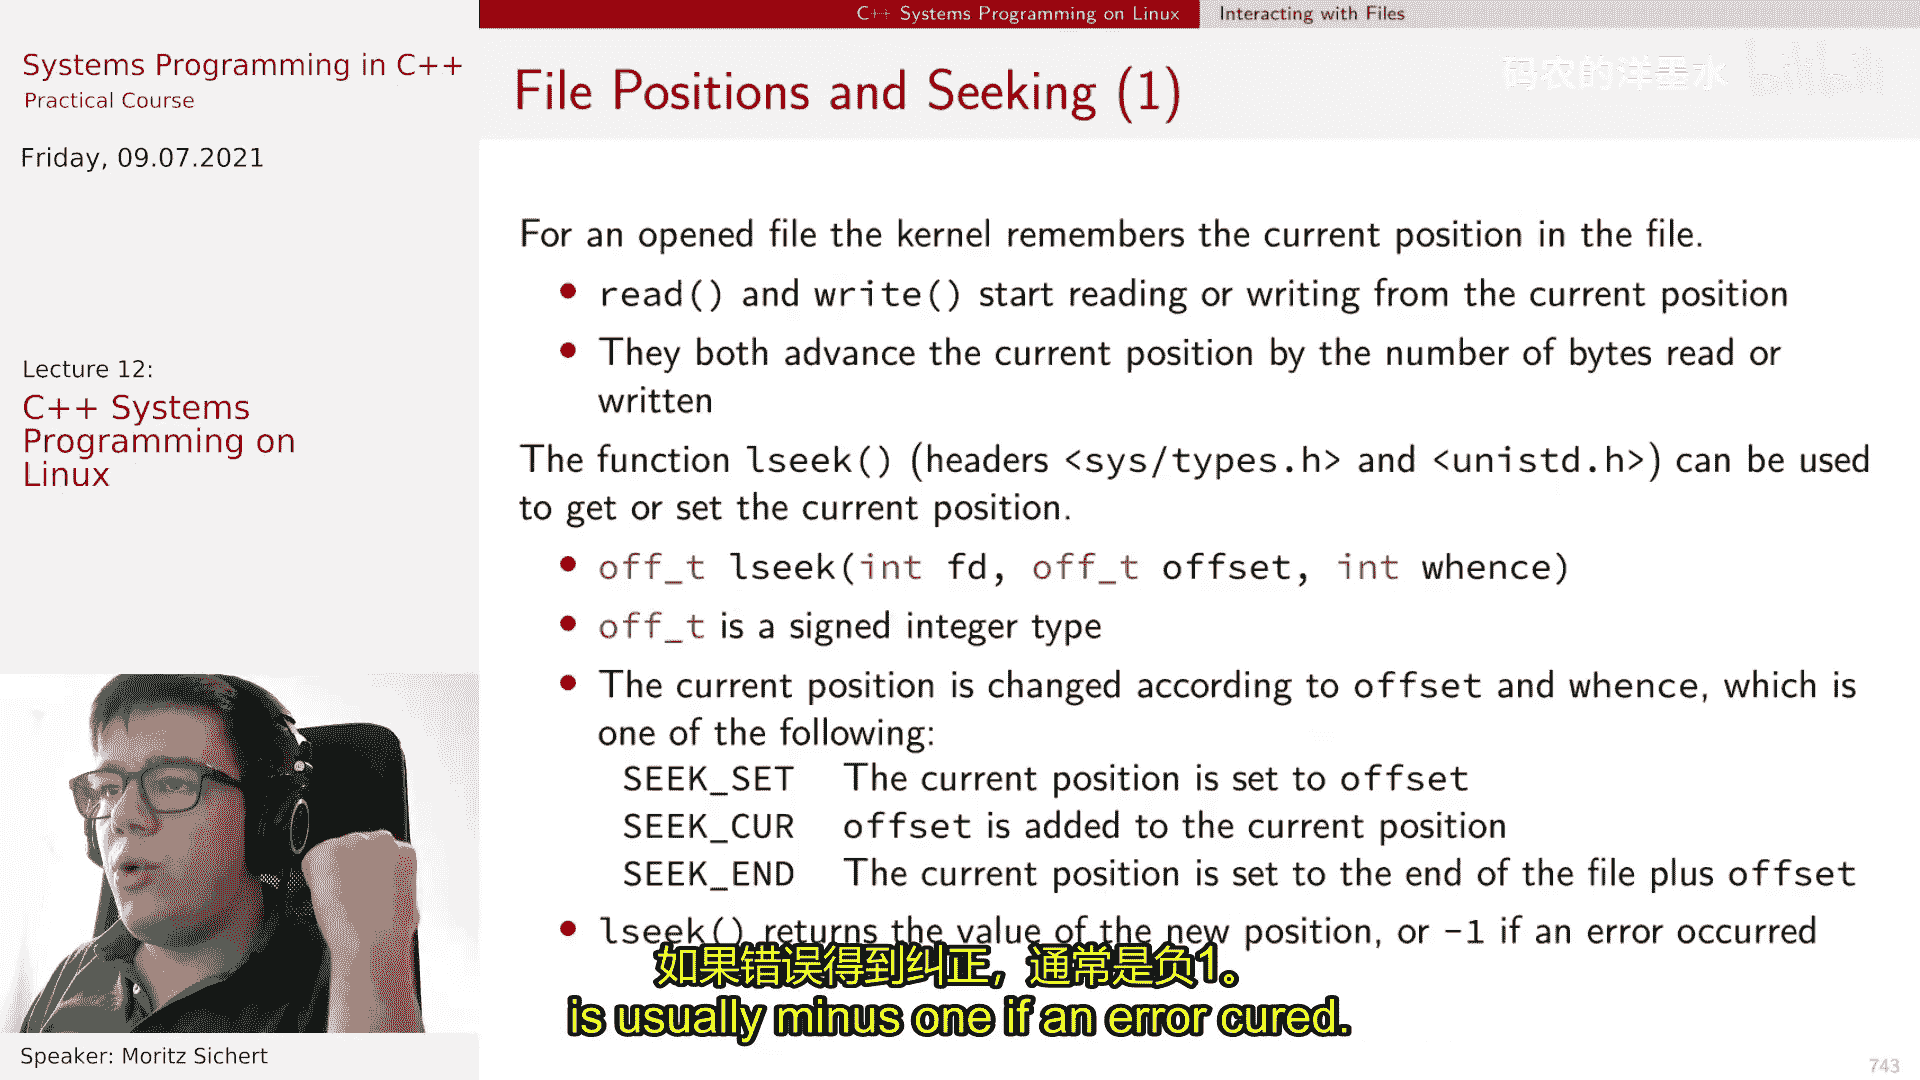 C++ Systems Programming on Linux
Interacting with Files
Systems Programming in C++
Practical Course
Friday, 09.07.2021
Lecture 12:
C++ Systems
Programming on
Linux
Speaker: Moritz Sichert
码农的洋墨水
File Positions and Seeking (1)
For an opened file the kernel remembers the current position in the file.
• read() and write() start reading or writing from the current position
• They both advance the current position by the number of bytes read or
written
The function lseek() (headers <sys/types.h> and <unistd.h>) can be used
to get or set the current position.
• off_t lseek(int fd, off_t offset, int whence)
• off_t is a signed integer type
• The current position is changed according to offset and whence, which is
one of the following:
SEEK_SET The current position is set to offset
SEEK_CUR offset is added to the current position
SEEK_END The current position is set to the end of the file plus offset
• lseek() returns the value of the new position, or -1 if an error occurred
如果错误得到纠正，通常是负1。
is usually minus one if an error cured.
743